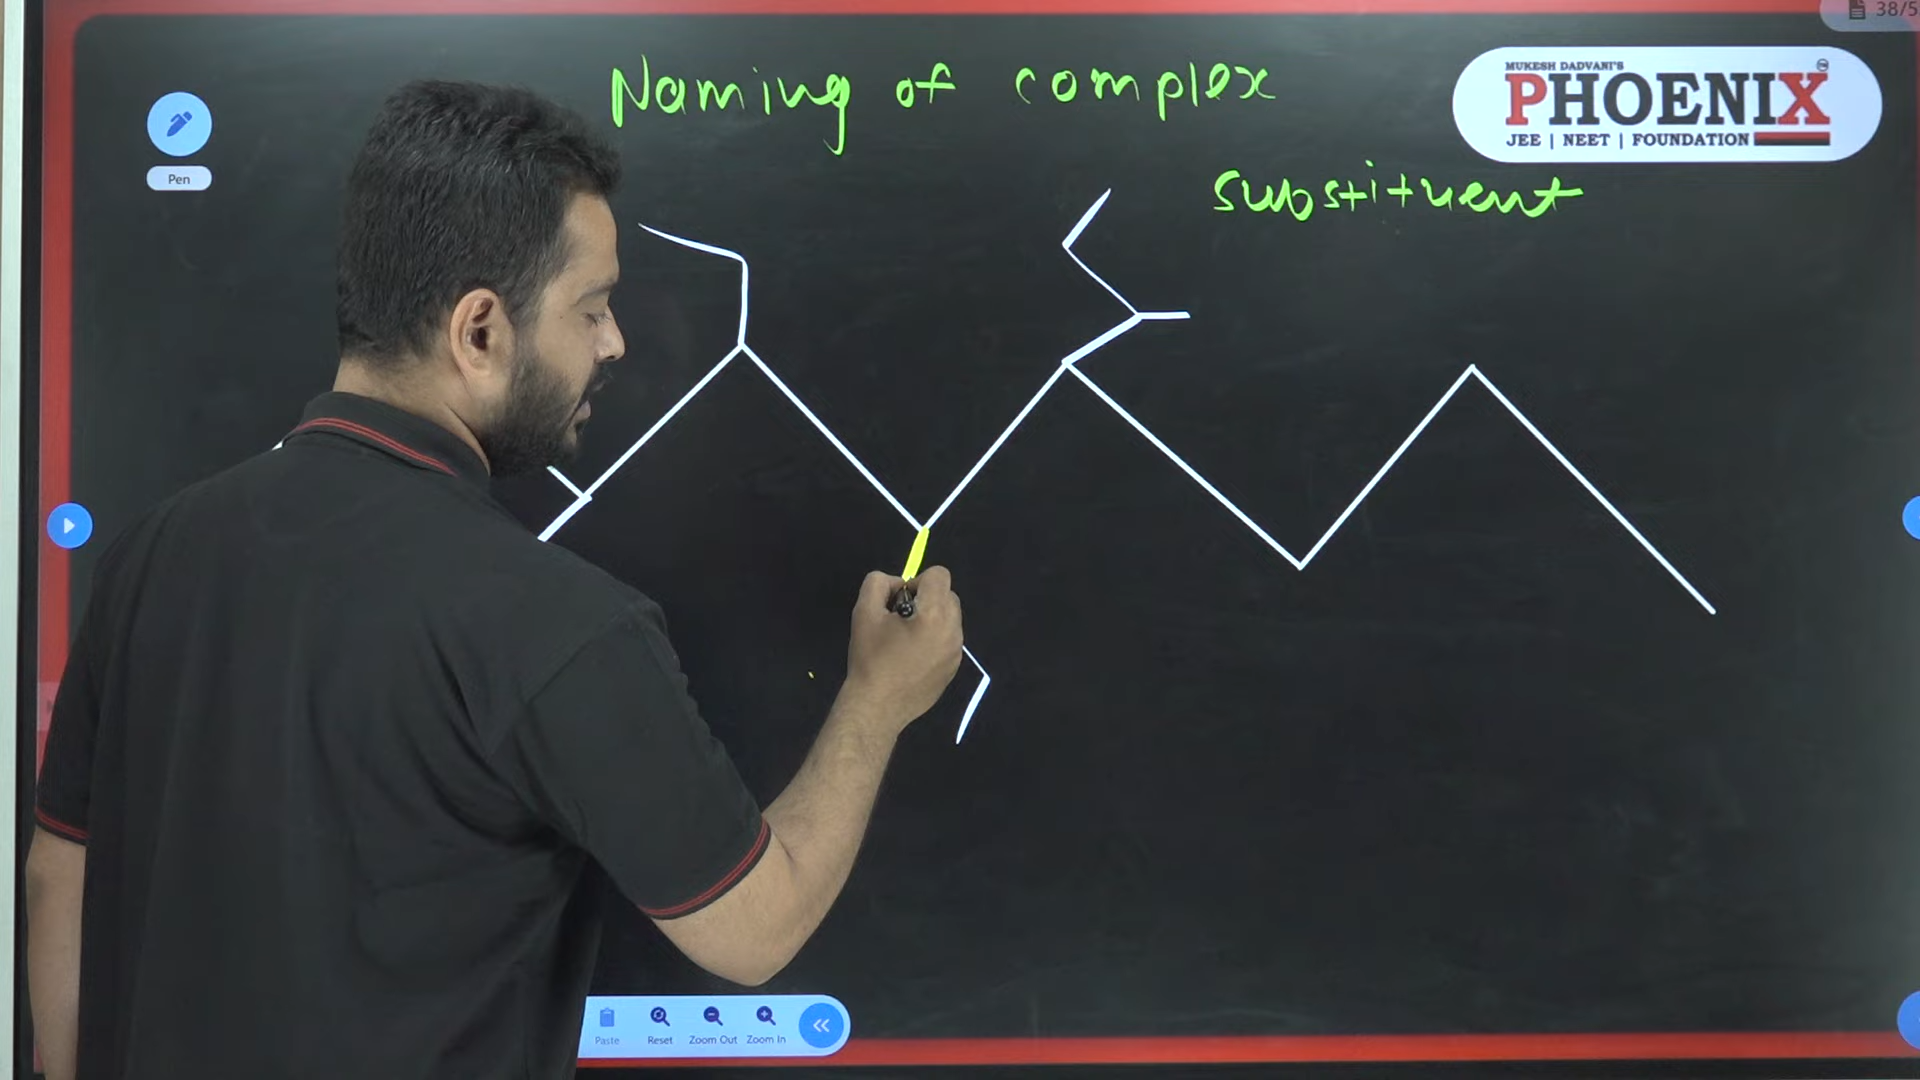 38/5
Naming of complex
substituent
MUKESH DADVANI'S
PHOENIX
JEE | NEET | FOUNDATION
Pen
Paste
Reset
Zoom Out
Zoom In